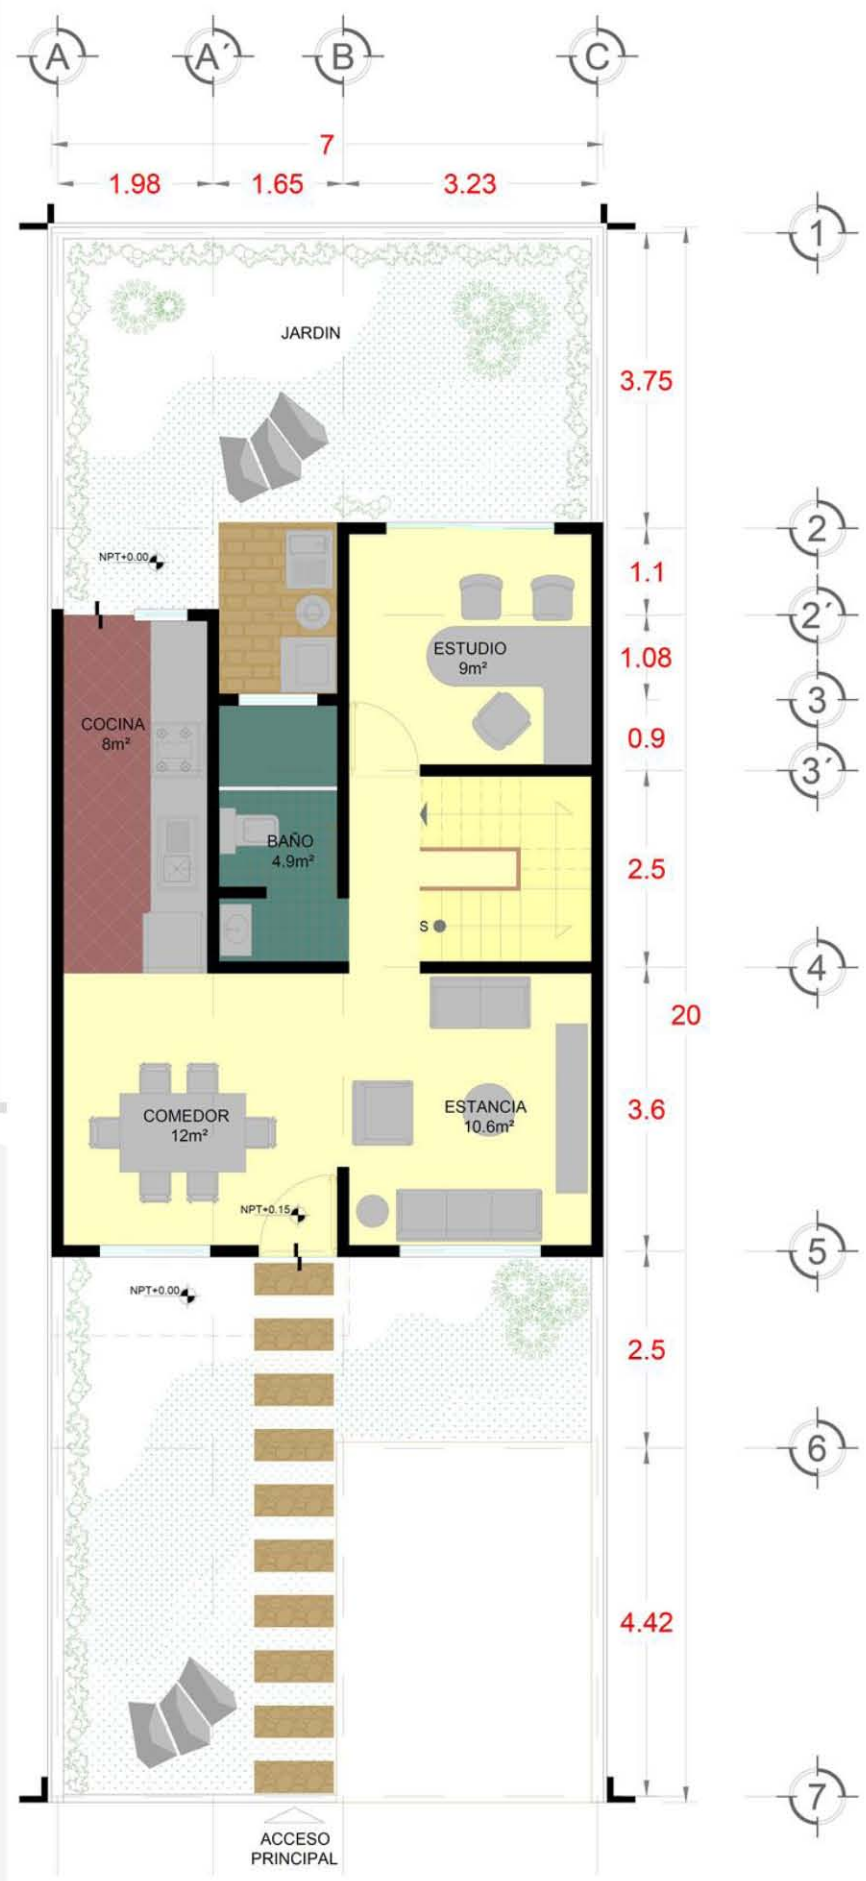 A A´ B C
7
1.98 1.65 3.23
1
JARDIN
3.75
2
NPT+0.00
1.1
2´
ESTUDIO
9m²
1.08
3
COCINA
8m²
0.9
3´
BAÑO
4.9m²
2.5
S
4
20
ESTANCIA
10.6m²
COMEDOR
12m²
3.6
NPT+0.15
5
NPT+0.00
2.5
6
4.42
7
ACCESO
PRINCIPAL